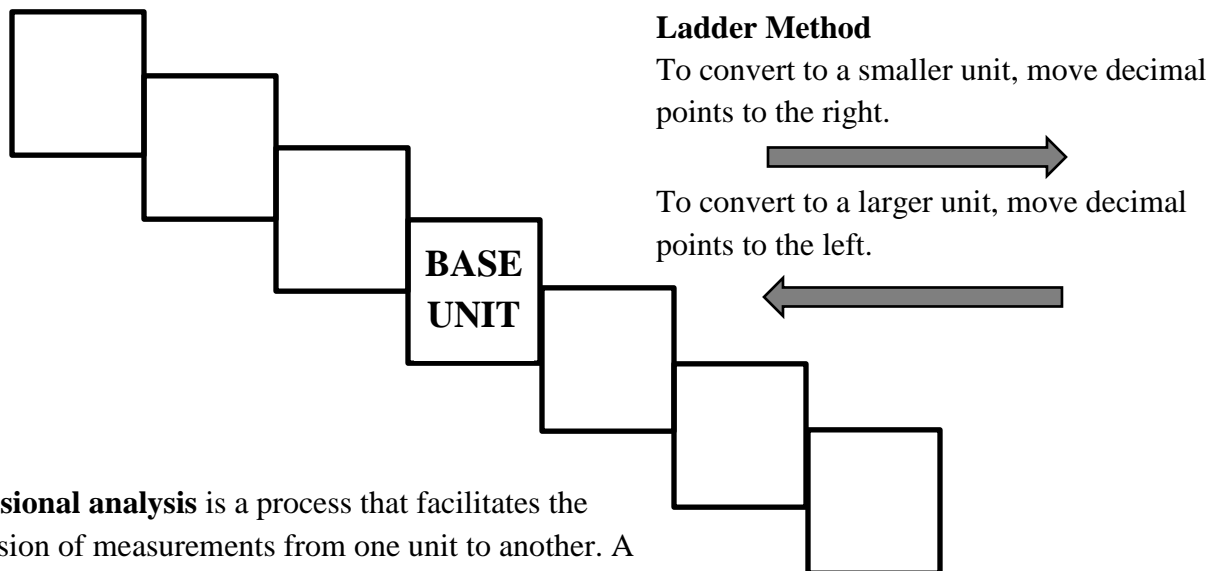 Ladder Method
To convert to a smaller unit, move decimal
points to the right.
To convert to a larger unit, move decimal
points to the left.
BASE
UNIT
sional analysis is a process that facilitates the
sion of measurements from one unit to another. A